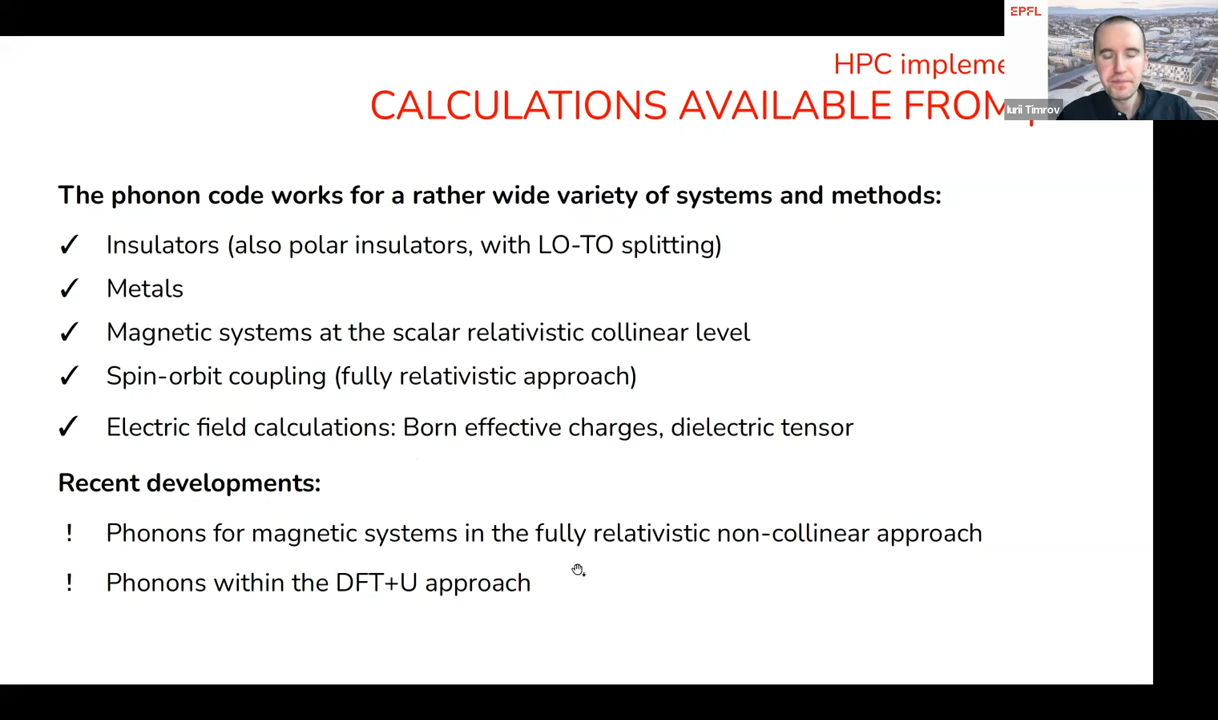 EPFL
HPC impleme
CALCULATIONS AVAILABLE FROM
Iurii Timrov
The phonon code works for a rather wide variety of systems and methods:
✓ Insulators (also polar insulators, with LO-TO splitting)
✓ Metals
✓ Magnetic systems at the scalar relativistic collinear level
✓ Spin-orbit coupling (fully relativistic approach)
✓ Electric field calculations: Born effective charges, dielectric tensor
Recent developments:
! Phonons for magnetic systems in the fully relativistic non-collinear approach
! Phonons within the DFT+U approach